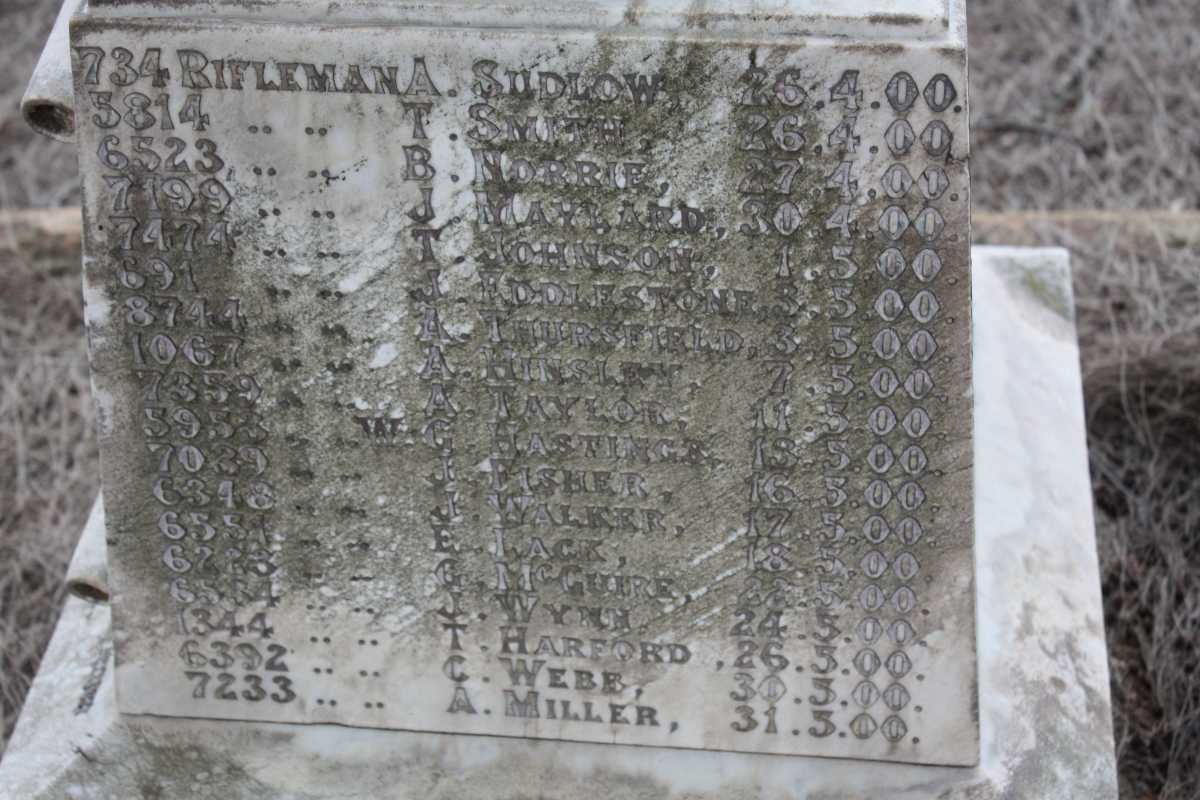 734 RIFLEMAN A. SUDLOW, 26.4.00.
5814 " " T. SMITH, 26.4.00.
6523, " " B. NORRIE, 27.4.00.
7199, " " J. MAYLARD, 30.4.00.
7474 " " T. JOHNSON, 1.5.00.
691 " " J. EDDLESTONE, 3.5.00.
8744 " " A. THURSFIELD, 3.5.00.
1067 " " A. HINSLEY, 7.5.00.
7359 " " A. TAYLOR, 11.5.00.
5953 " " W. G. HASTINGS, 13.5.00.
7039 " " J. FISHER, 16.5.00.
6348 " " J. WALKER, 17.5.00.
6551 " " E. LACK, 18.5.00.
" " G. McGUIRE, 22.5.00.
" " T. WYNN, 24.5.00.
1344 " " T. HARFORD, 26.5.00.
6392 " " C. WEBB, 30.5.00.
7233 " " A. MILLER, 31.5.00.